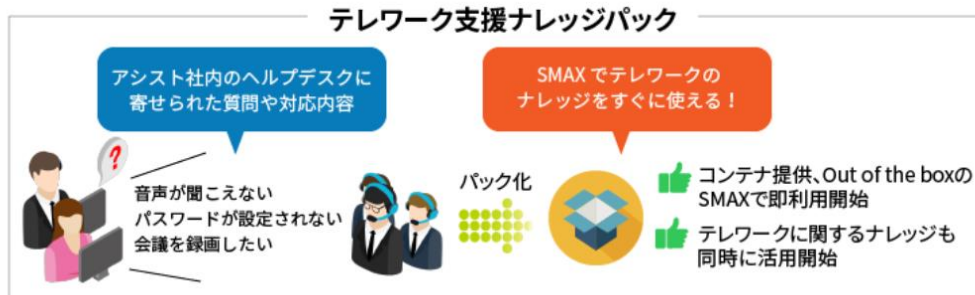 テレワーク支援ナレッジパック
アシスト社内のヘルプデスクに
寄せられた質問や対応内容
SMAXでテレワークの
ナレッジをすぐに使える！
?
音声が聞こえない
パスワードが設定されない
会議を録画したい
パック化
コンテナ提供、Out of the boxの
SMAXで即利用開始
テレワークに関するナレッジも
同時に活用開始